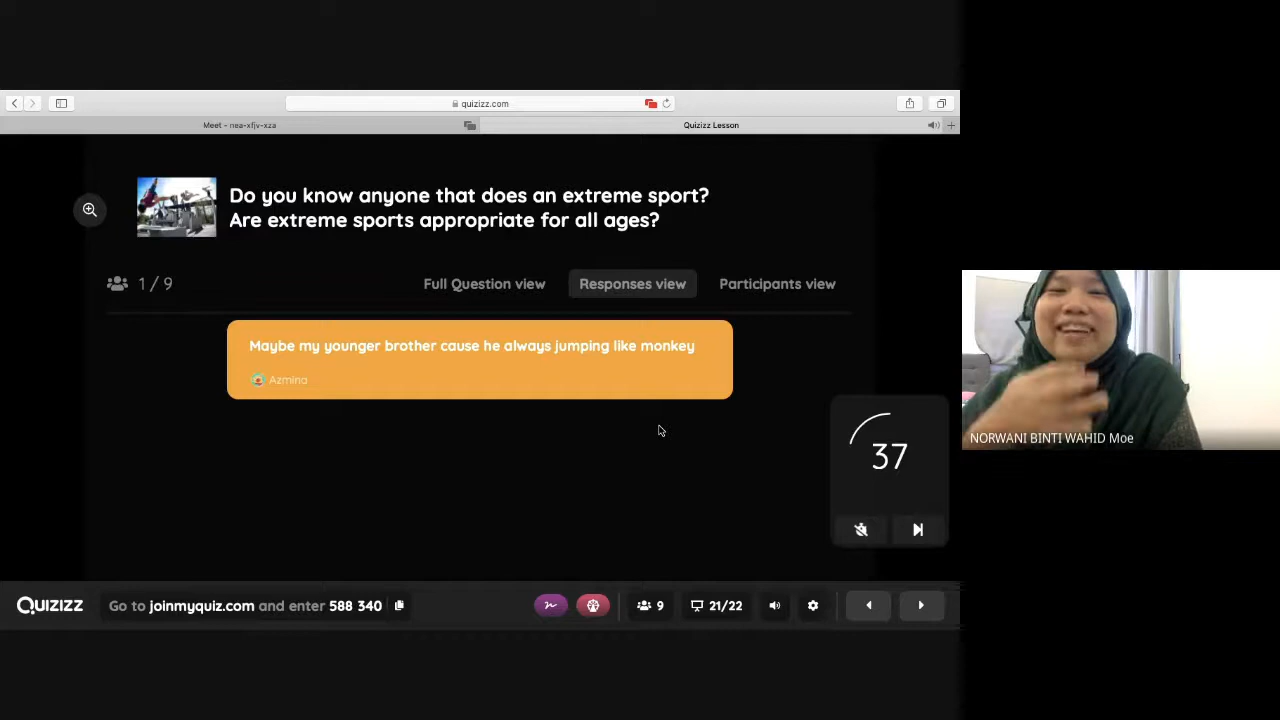 quizizz.com
Meet - nea-xfjv-xza
Quizizz Lesson
Do you know anyone that does an extreme sport?
Are extreme sports appropriate for all ages?
1 / 9
Full Question view
Responses view
Participants view
Maybe my younger brother cause he always jumping like monkey
Azmina
37
NORWANI BINTI WAHID Moe
QUIZIZZ
Go to joinmyquiz.com and enter 588 340
9
21/22